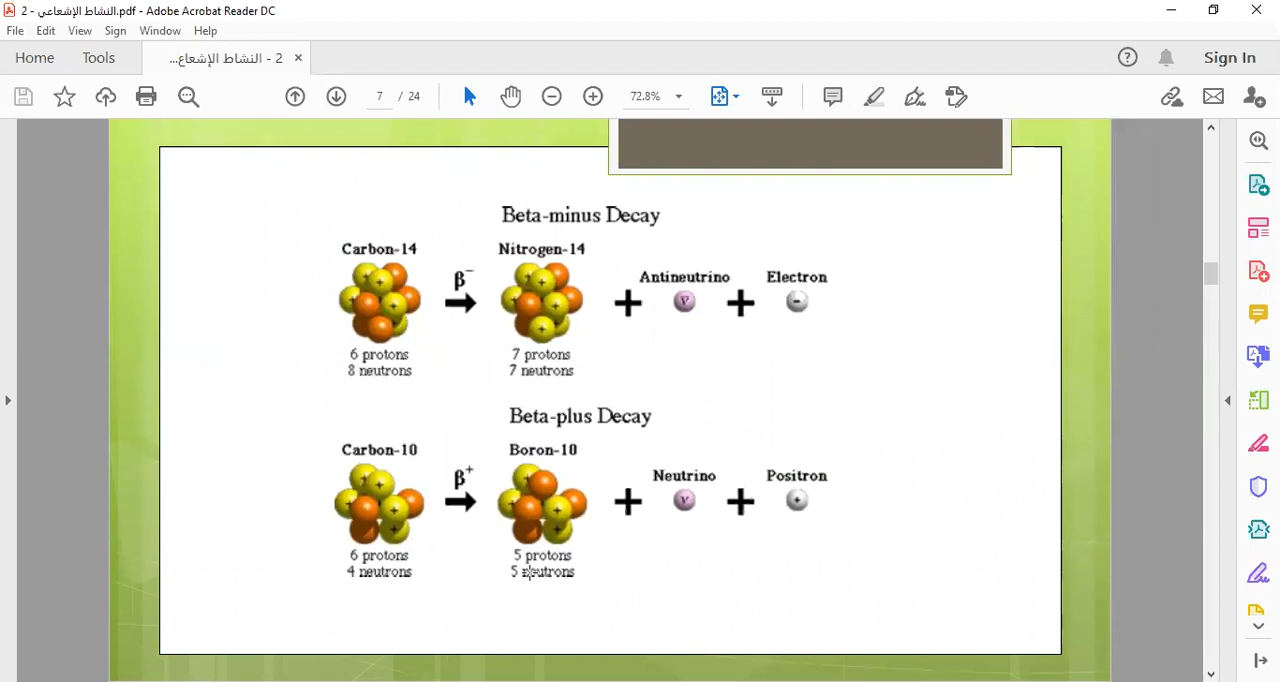 2 - النشاط الإشعاعي.pdf - Adobe Acrobat Reader DC
File Edit View Sign Window Help
Home Tools 2 - النشاط الإشعاع... × Sign In
7 / 24 72.8%
Beta-minus Decay
Carbon-14 β− Nitrogen-14 + Antineutrino ν + Electron -
6 protons 7 protons
8 neutrons 7 neutrons
Beta-plus Decay
Carbon-10 β+ Boron-10 + Neutrino ν + Positron +
6 protons 5 protons
4 neutrons 5 neutrons